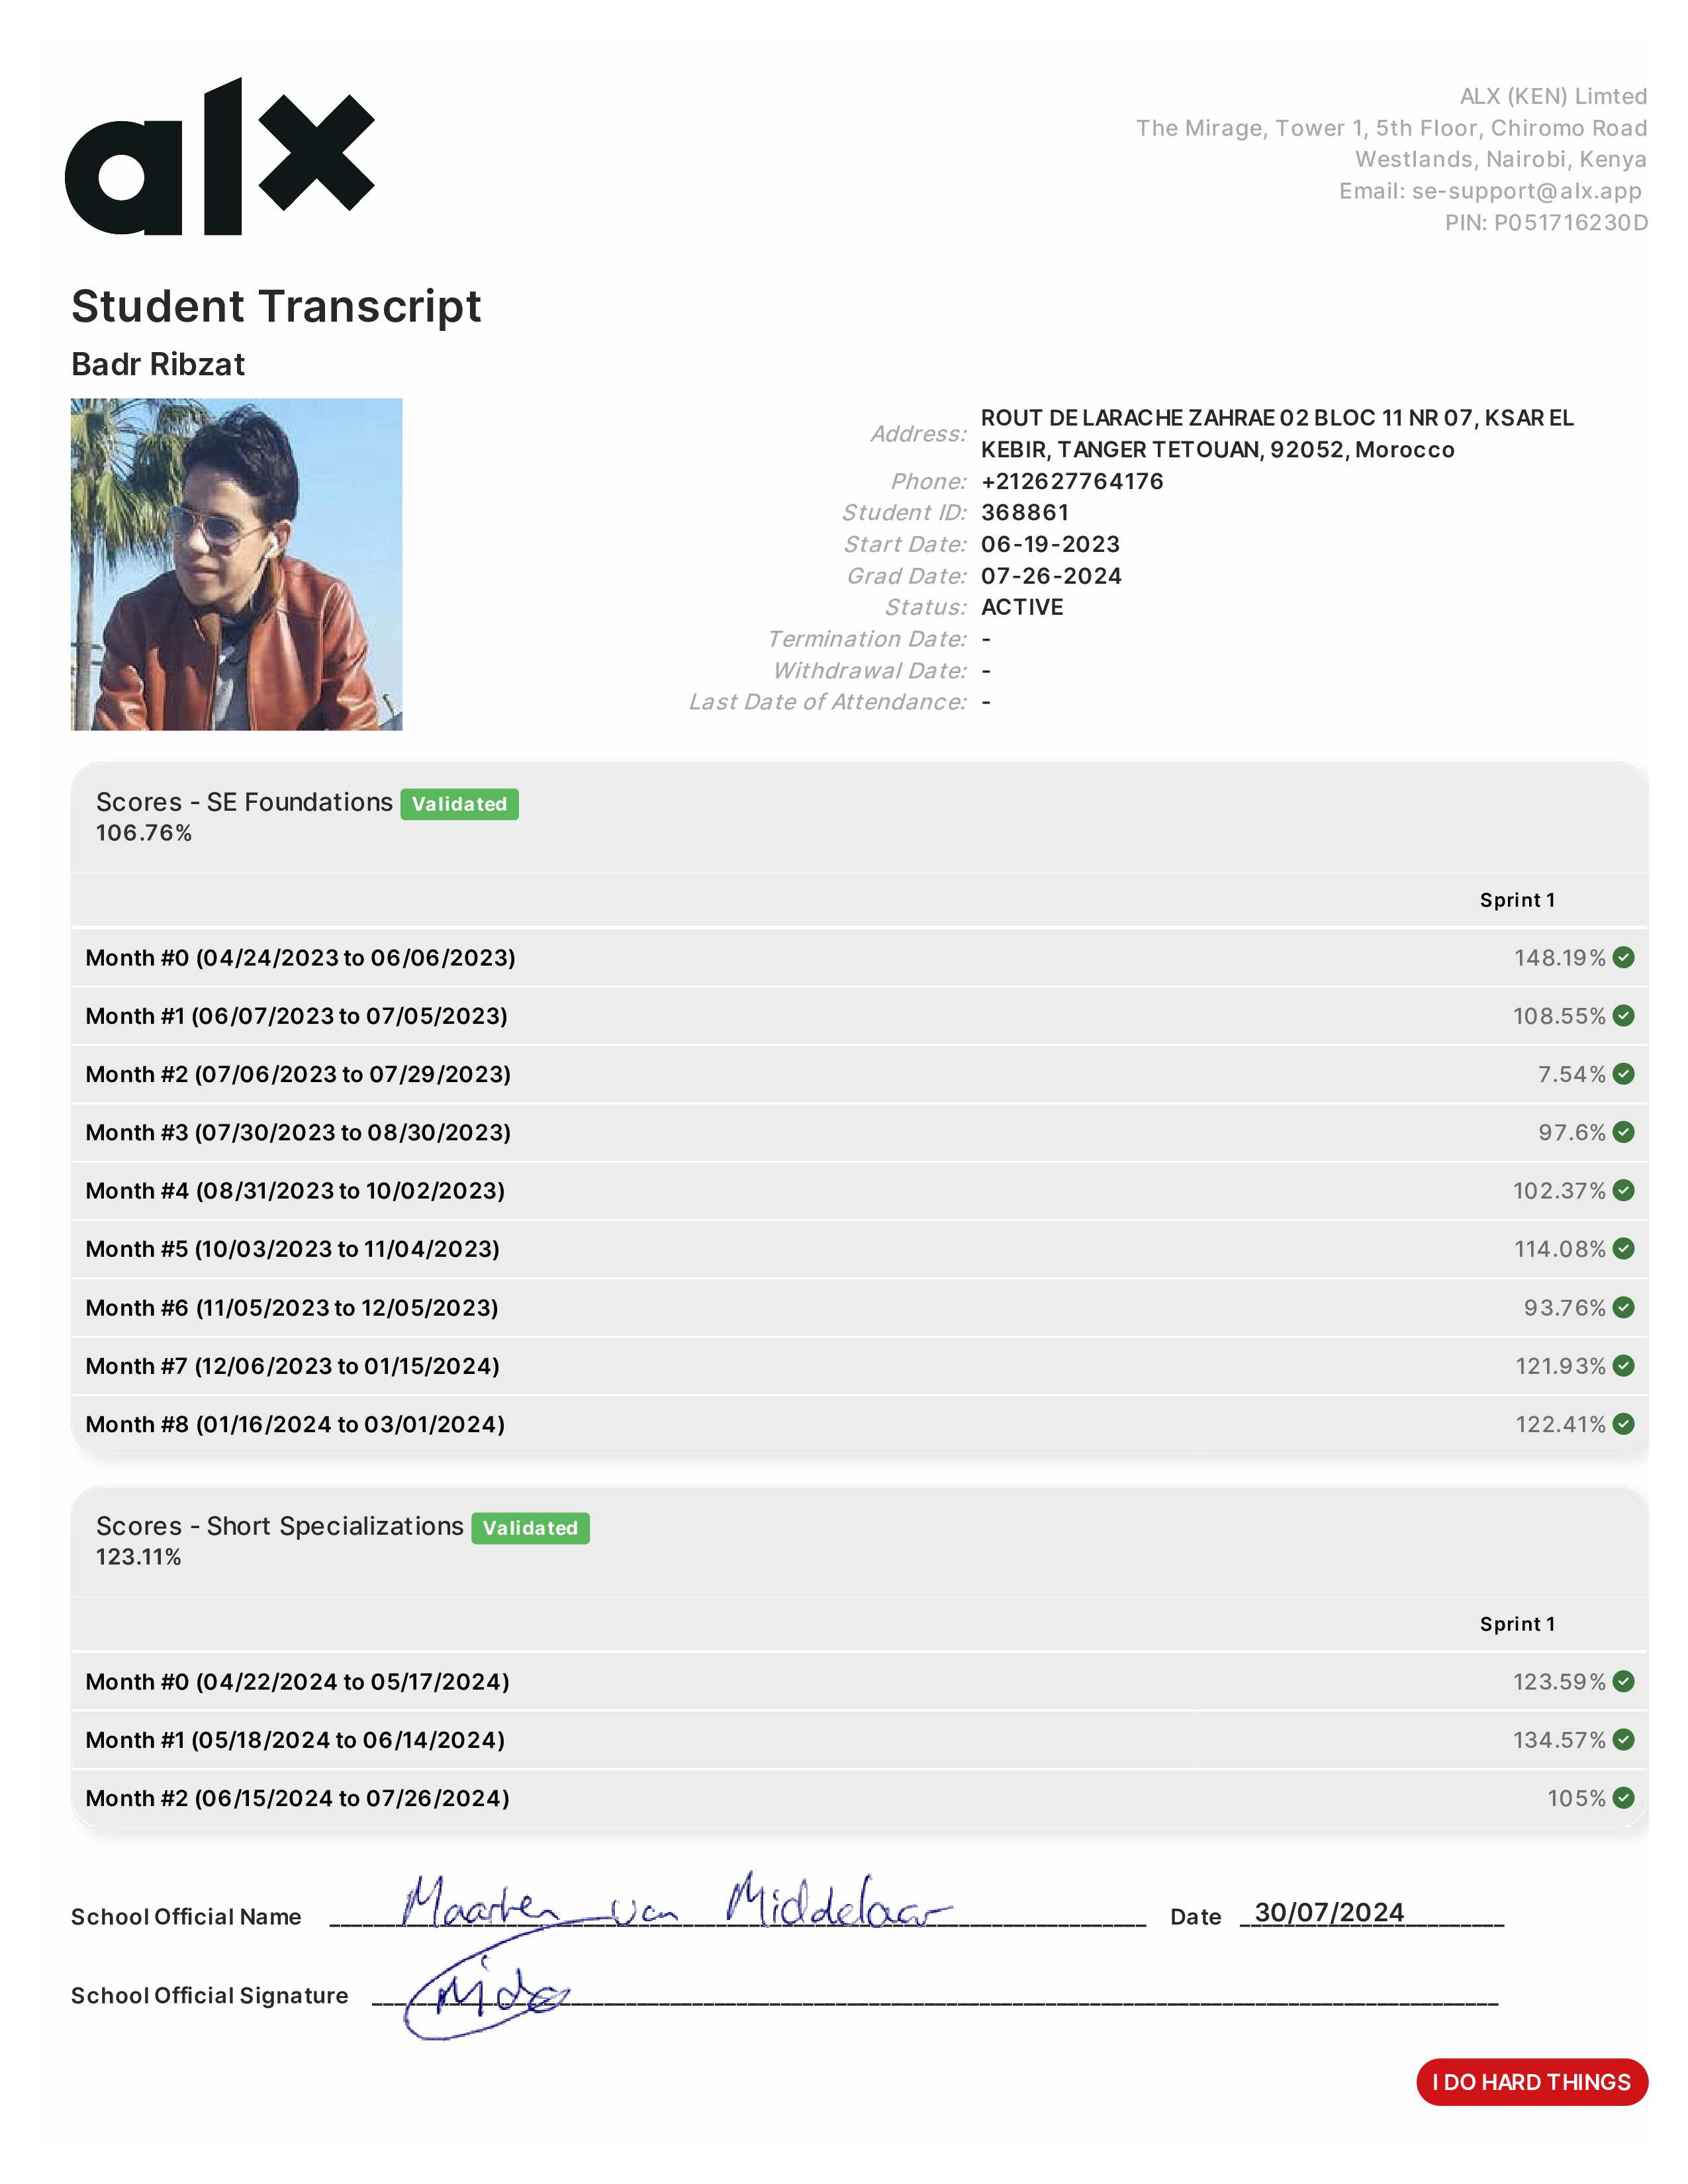 alx
ALX (KEN) Limted
The Mirage, Tower 1, 5th Floor, Chiromo Road
Westlands, Nairobi, Kenya
Email: se-support@alx.app
PIN: P051716230D
Student Transcript
Badr Ribzat
Address: ROUT DE LARACHE ZAHRAE 02 BLOC 11 NR 07, KSAR EL
KEBIR, TANGER TETOUAN, 92052, Morocco
Phone: +212627764176
Student ID: 368861
Start Date: 06-19-2023
Grad Date: 07-26-2024
Status: ACTIVE
Termination Date: -
Withdrawal Date: -
Last Date of Attendance: -
Scores - SE Foundations Validated
106.76%
Sprint 1
Month #0 (04/24/2023 to 06/06/2023) 148.19%
Month #1 (06/07/2023 to 07/05/2023) 108.55%
Month #2 (07/06/2023 to 07/29/2023) 7.54%
Month #3 (07/30/2023 to 08/30/2023) 97.6%
Month #4 (08/31/2023 to 10/02/2023) 102.37%
Month #5 (10/03/2023 to 11/04/2023) 114.08%
Month #6 (11/05/2023 to 12/05/2023) 93.76%
Month #7 (12/06/2023 to 01/15/2024) 121.93%
Month #8 (01/16/2024 to 03/01/2024) 122.41%
Scores - Short Specializations Validated
123.11%
Sprint 1
Month #0 (04/22/2024 to 05/17/2024) 123.59%
Month #1 (05/18/2024 to 06/14/2024) 134.57%
Month #2 (06/15/2024 to 07/26/2024) 105%
School Official Name Maarten van Middelaar Date 30/07/2024
School Official Signature
I DO HARD THINGS